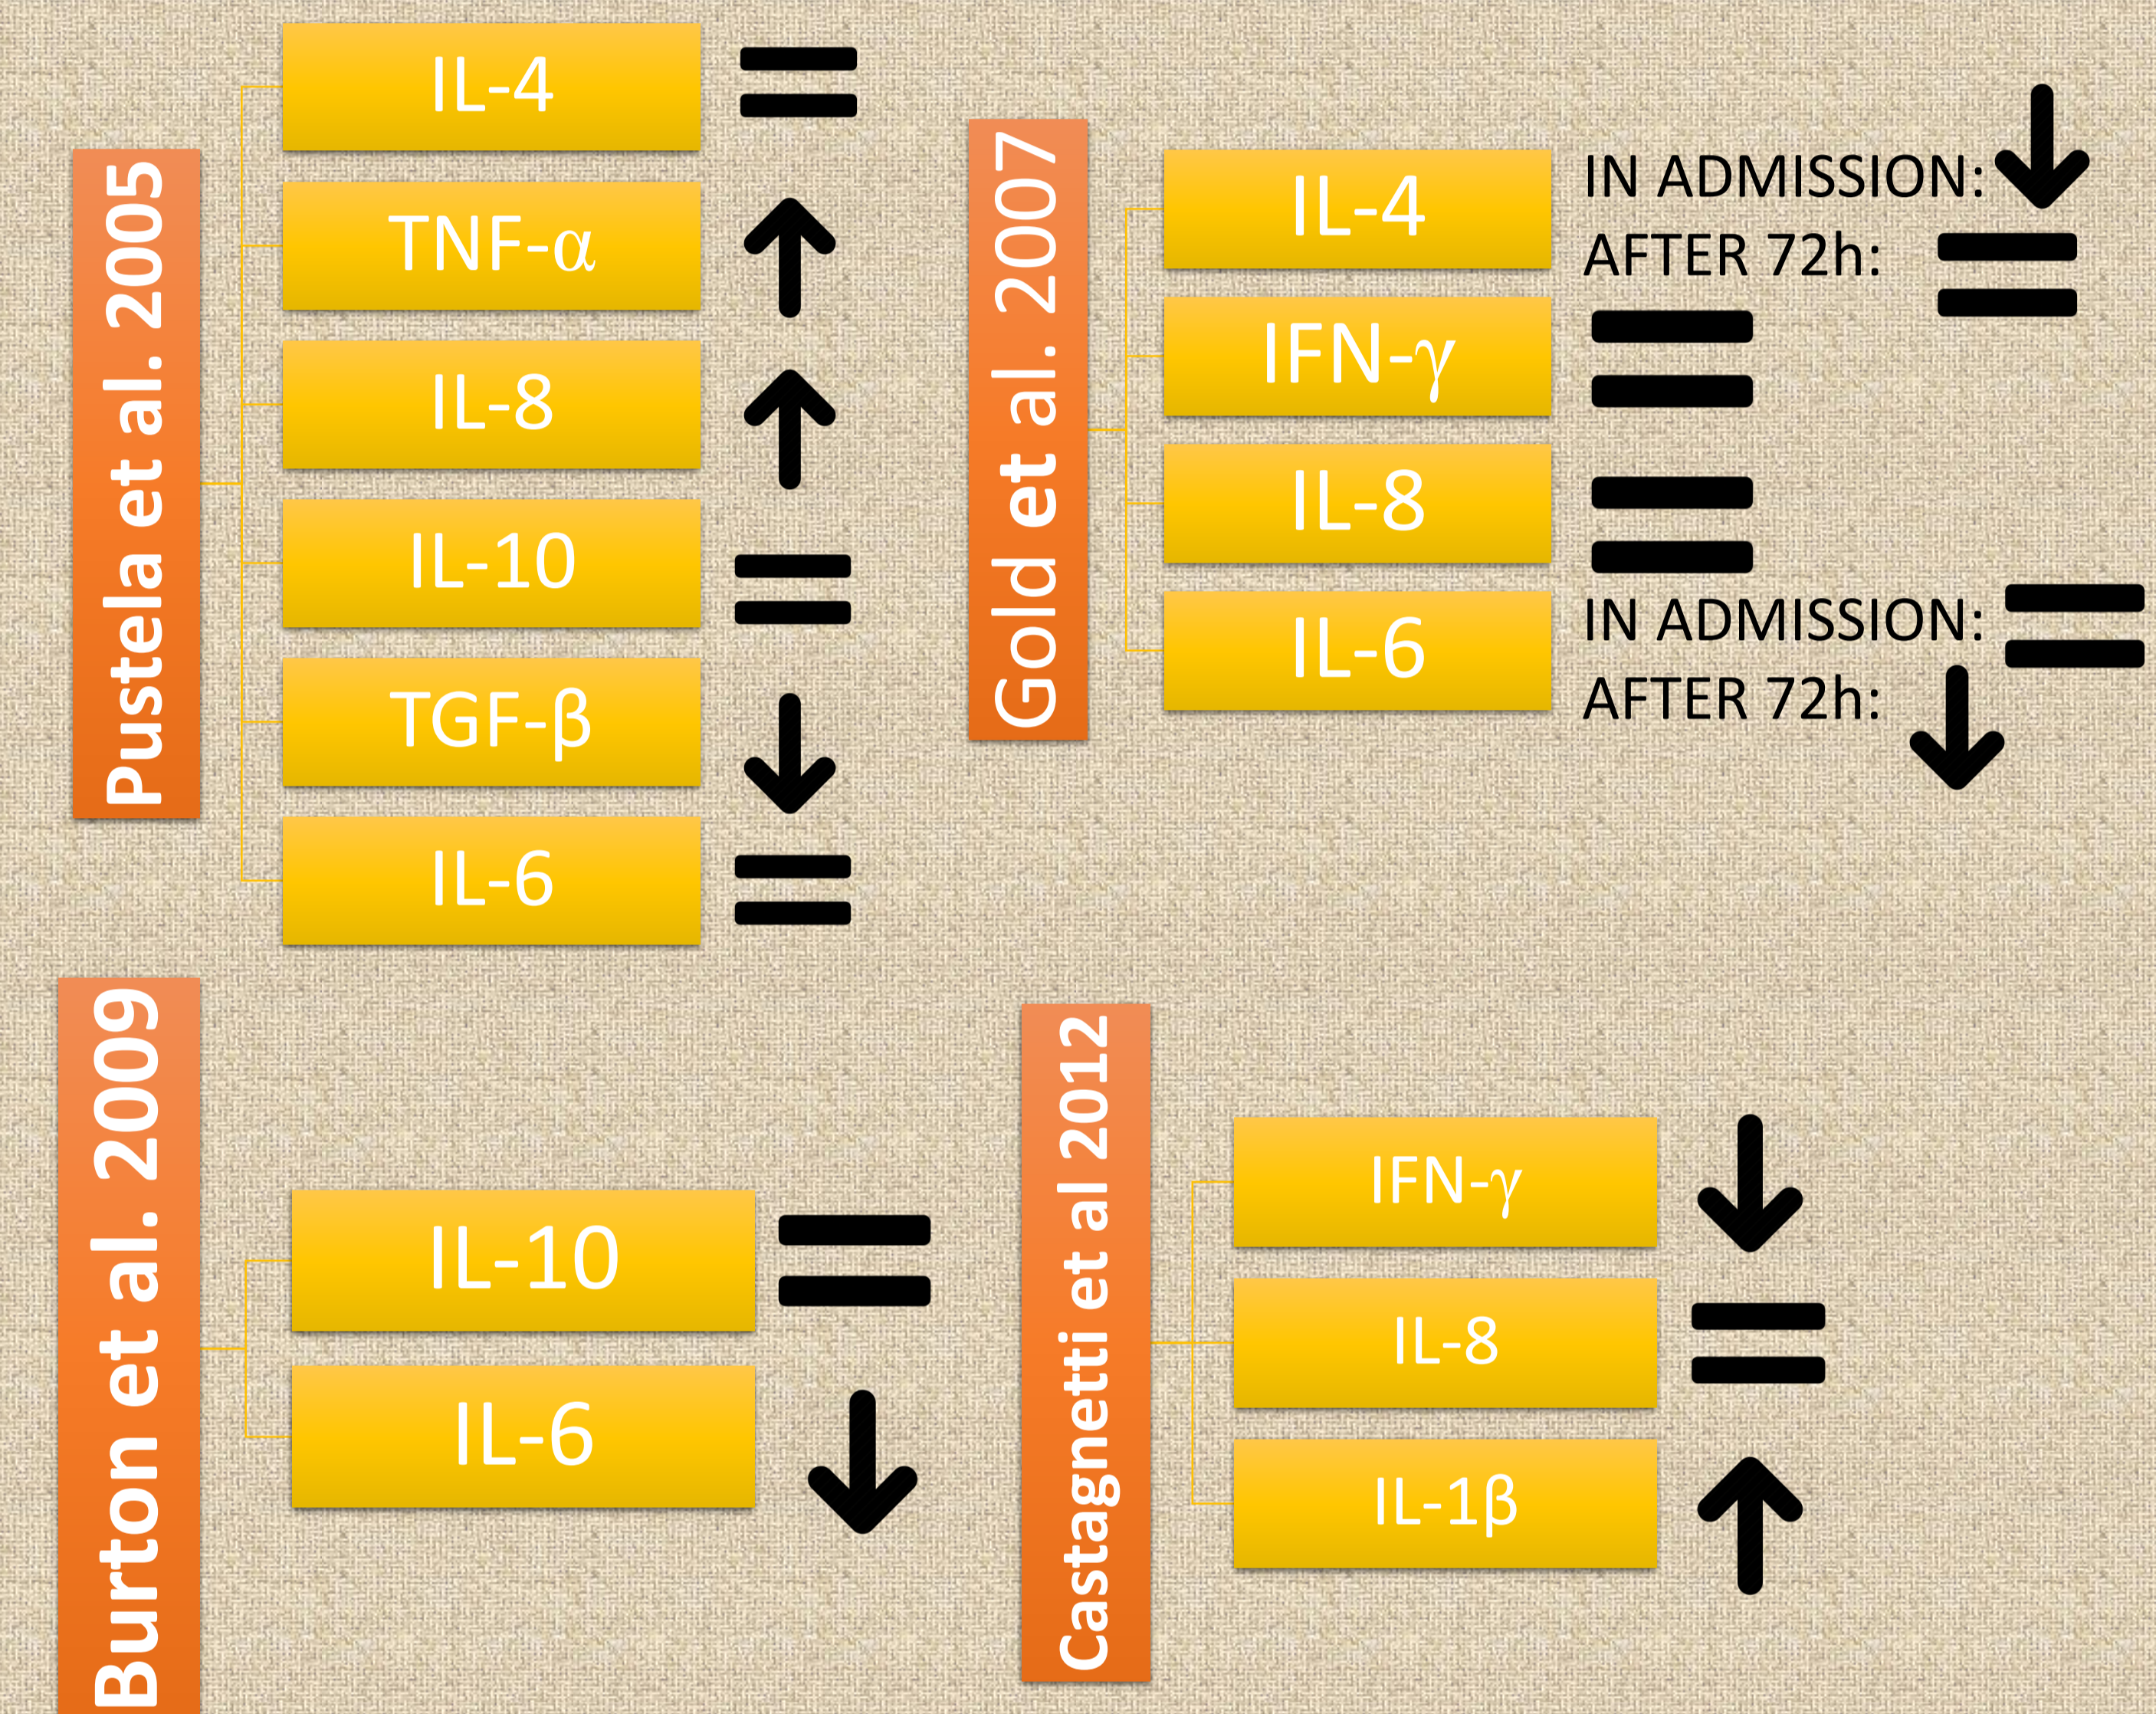 Pustela et al. 2005
IL-4
TNF-α
IL-8
IL-10
TGF-β
IL-6
Gold et al. 2007
IL-4
IN ADMISSION:
AFTER 72h:
IFN-γ
IL-8
IL-6
IN ADMISSION:
AFTER 72h:
Burton et al. 2009
IL-10
IL-6
Castagnetti et al 2012
IFN-γ
IL-8
IL-1β